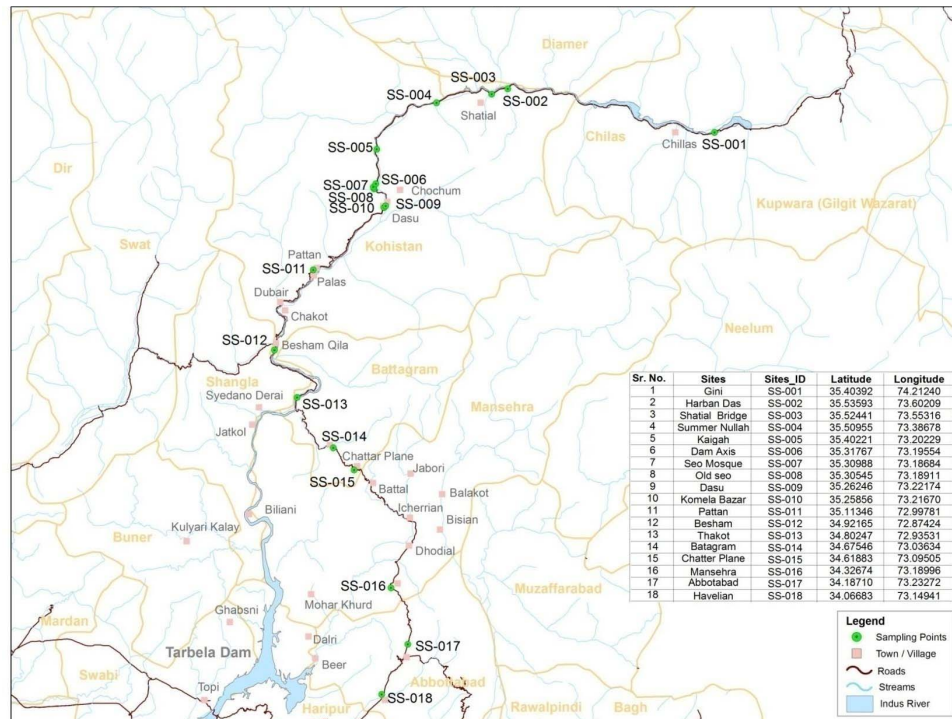 Diamer
SS-003
SS-004
SS-002
Shatial
Chilas
Chillas
SS-001
Dir
SS-005
SS-006
SS-007
Chochum
SS-008
SS-009
SS-010
Dasu
Kupwara (Gilgit Wazarat)
Swat
Kohistan
Pattan
SS-011
Palas
Dubair
Chakot
Neelum
SS-012
Besham Qila
Battagram
Shangla
Syedano Derai
SS-013
Mansehra
Jatkol
SS-014
Chattar Plane
SS-015
Jabori
Battal
Balakot
Icherrian
Biliani
Bisian
Kulyari Kalay
Buner
Dhodial
SS-016
Muzaffarabad
Mohar Khurd
Ghabsni
Mardan
Dalri
SS-017
Tarbela Dam
Beer
Swabi
Abbottabad
Topi
SS-018
Haripur
Rawalpindi
Bagh
Sr. No. Sites Sites_ID Latitude Longitude
1 Gini SS-001 35.40392 74.21240
2 Harban Das SS-002 35.53593 73.60209
3 Shatial Bridge SS-003 35.52441 73.55316
4 Summer Nullah SS-004 35.50955 73.38678
5 Kaigah SS-005 35.40221 73.20229
6 Dam Axis SS-006 35.31767 73.19554
7 Seo Mosque SS-007 35.30988 73.18684
8 Old seo SS-008 35.30545 73.18911
9 Dasu SS-009 35.26246 73.22174
10 Komela Bazar SS-010 35.25856 73.21670
11 Pattan SS-011 35.11346 72.99781
12 Besham SS-012 34.92165 72.87424
13 Thakot SS-013 34.80247 72.93531
14 Batagram SS-014 34.67546 73.03634
15 Chatter Plane SS-015 34.61883 73.09505
16 Mansehra SS-016 34.32674 73.18996
17 Abbotabad SS-017 34.18710 73.23272
18 Havelian SS-018 34.06683 73.14941
Legend
Sampling Points
Town / Village
Roads
Streams
Indus River